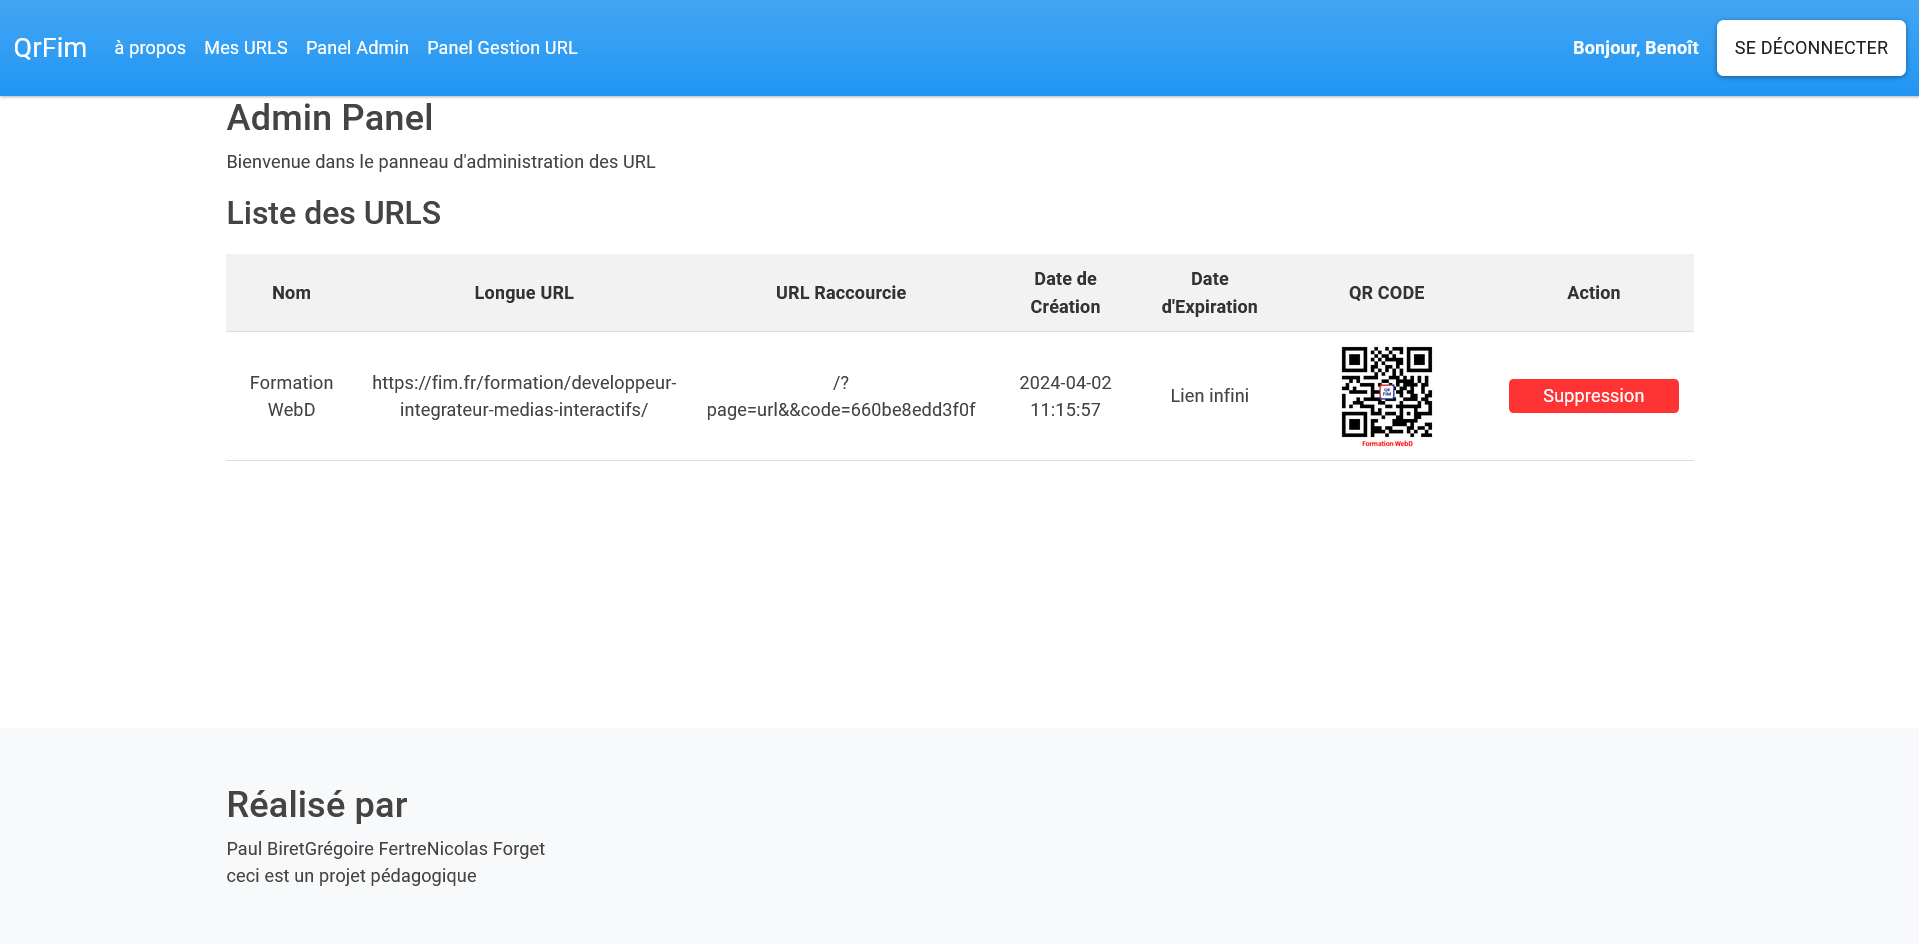 QrFim à propos Mes URLS Panel Admin Panel Gestion URL Bonjour, Benoît SE DÉCONNECTER
Admin Panel
Bienvenue dans le panneau d'administration des URL
Liste des URLS
Nom Longue URL URL Raccourcie Date de Création Date d'Expiration QR CODE Action
Formation WebD https://fim.fr/formation/developpeur-integrateur-medias-interactifs/ /?page=url&&code=660be8edd3f0f 2024-04-02 11:15:57 Lien infini Formation WebD Suppression
Réalisé par
Paul BiretGrégoire FertreNicolas Forget
ceci est un projet pédagogique